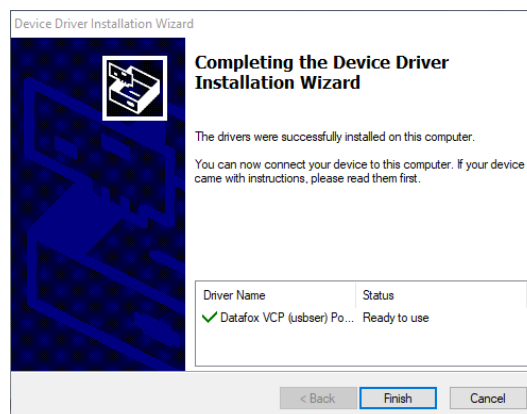 Device Driver Installation Wizard
Completing the Device Driver
Installation Wizard
The drivers were successfully installed on this computer.
You can now connect your device to this computer. If your device
came with instructions, please read them first.
Driver Name Status
Datafox VCP (usbser) Po... Ready to use
< Back Finish Cancel